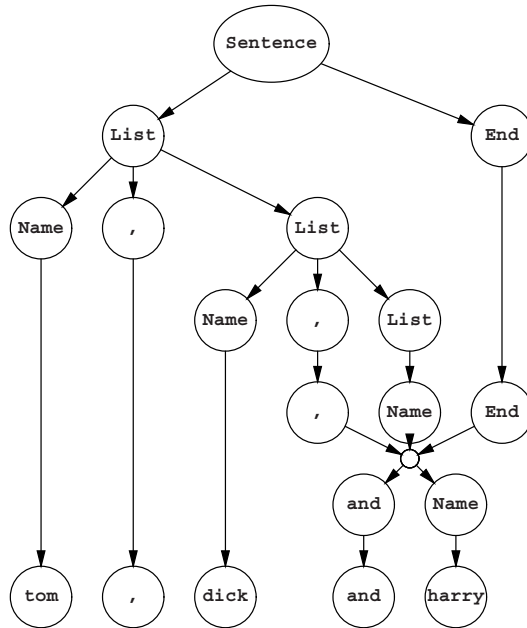 Sentence
List End
Name , List
Name , List
, Name End
and Name
tom , dick and harry